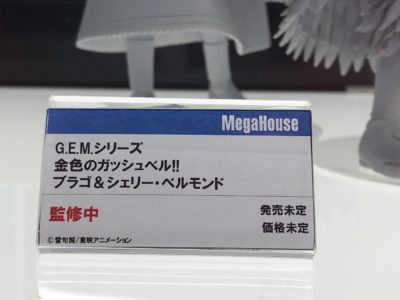 MegaHouse
G.E.M.シリーズ
金色のガッシュベル!!
ブラゴ＆シェリー・ベルモンド
監修中
発売未定
価格未定
©雷句誠/東映アニメーション